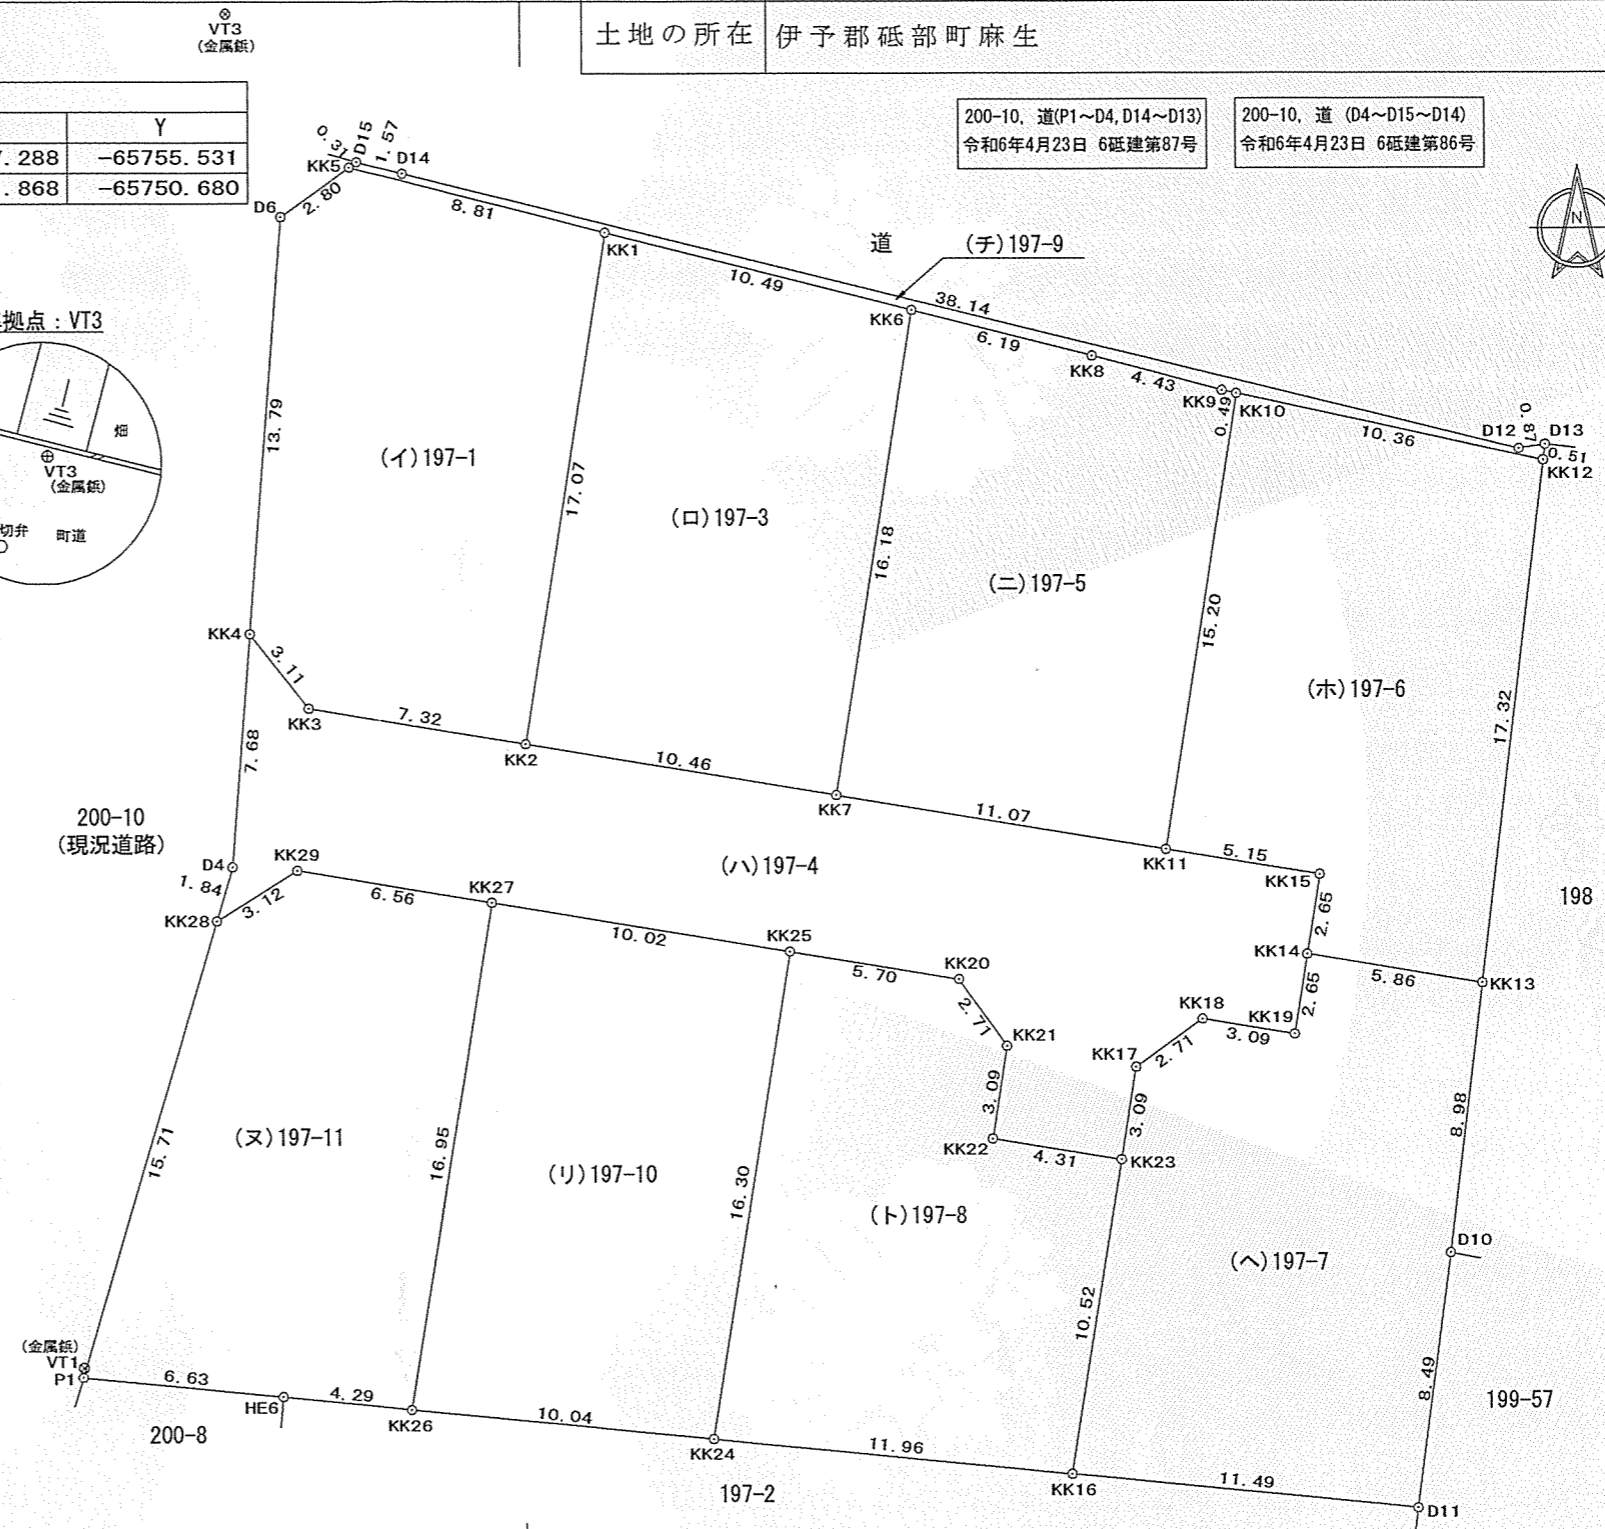 VT3
(金属鋲)
土地の所在 伊予郡砥部町麻生
Y
7.288 -65755.531
.868 -65750.680
200-10, 道(P1～D4,D14～D13)
令和6年4月23日 6砥建第87号
200-10, 道 (D4～D15～D14)
令和6年4月23日 6砥建第86号
N
0.31
D15
1.57
D14
KK5
D6
2.80
8.81
KK1
10.49
道
(チ)197-9
38.14
KK6
6.19
KK8
4.43
KK9
0.49
KK10
10.36
D12
0.87
D13
0.51
KK12
拠点：VT3
畑
VT3
(金属鋲)
切弁
町道
13.79
(イ)197-1
17.07
(ロ)197-3
16.18
(ニ)197-5
15.20
(ホ)197-6
17.32
KK4
3.11
KK3
7.32
KK2
10.46
KK7
11.07
KK11
5.15
KK15
2.65
KK14
5.86
KK13
198
7.68
200-10
(現況道路)
D4
1.84
KK28
3.12
KK29
6.56
KK27
(ハ)197-4
10.02
KK25
5.70
KK20
2.71
KK21
3.09
KK22
4.31
KK23
3.09
KK17
2.71
KK18
3.09
KK19
2.65
8.98
15.71
(ヌ)197-11
16.95
(リ)197-10
16.30
(ト)197-8
10.52
(ヘ)197-7
D10
8.49
199-57
(金属鋲)
VT1
P1
6.63
HE6
4.29
KK26
10.04
KK24
11.96
KK16
11.49
D11
200-8
197-2